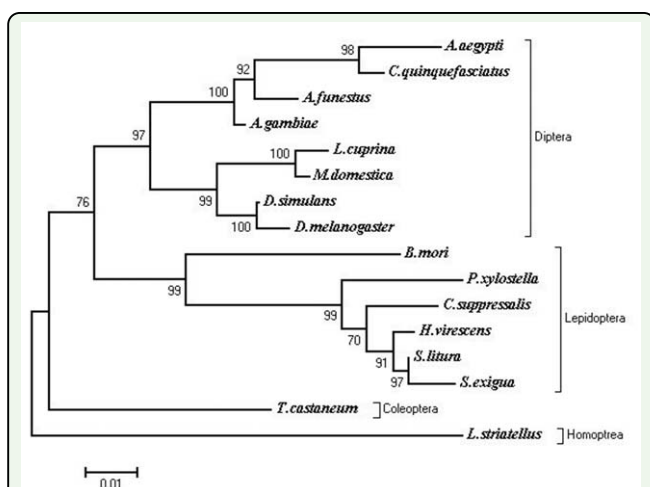 A.aegypti
98
C.quinquefasciatus
92
A.funestus
100
A.gambiae
Diptera
97
L.cuprina
100
M.domestica
76
99
D.simulans
100
D.melanogaster
B.mori
99
P.xylostella
99
C.suppressalis
Lepidoptera
70
H.virescens
91
S.litura
97
S.exigua
T.castaneum
Coleoptera
L.striatellus
Homoptrea
0.01